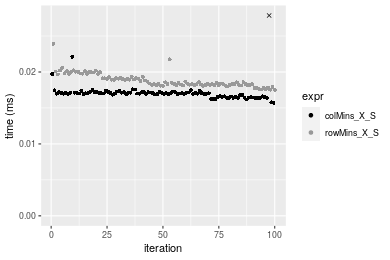 0.02
0.01
0.00
time (ms)
0
25
50
75
100
iteration
expr
colMins_X_S
rowMins_X_S